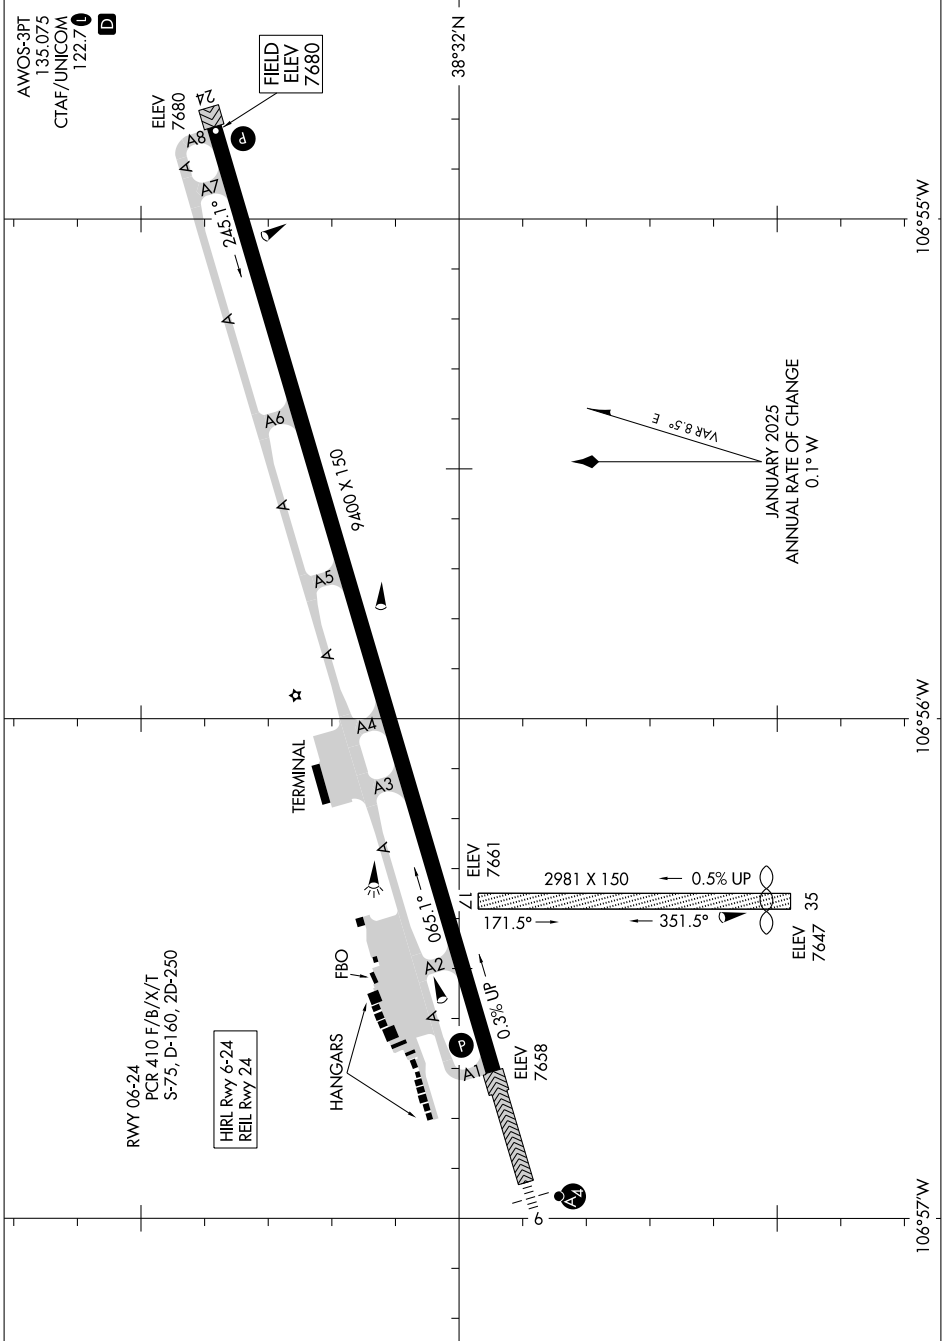 AWOS-3PT
135.075
CTAF/UNICOM
122.7 L
D
FIELD
ELEV
7680
38°32'N
ELEV
7680
24
A8
P
A
A7
245.1°
106°55'W
A
A6
A
9400 X 150
A5
A
VAR 8.5° E
JANUARY 2025
ANNUAL RATE OF CHANGE
0.1° W
A4
TERMINAL
A3
A
106°56'W
065.1°
ELEV
7661
17
2981 X 150
0.5% UP
171.5°
351.5°
35
ELEV
7647
FBO
A2
A
0.3% UP
P
A1
ELEV
7658
HANGARS
RWY 06-24
PCR 410 F/B/X/T
S-75, D-160, 2D-250
HIRL Rwy 6-24
REIL Rwy 24
6
A4
106°57'W